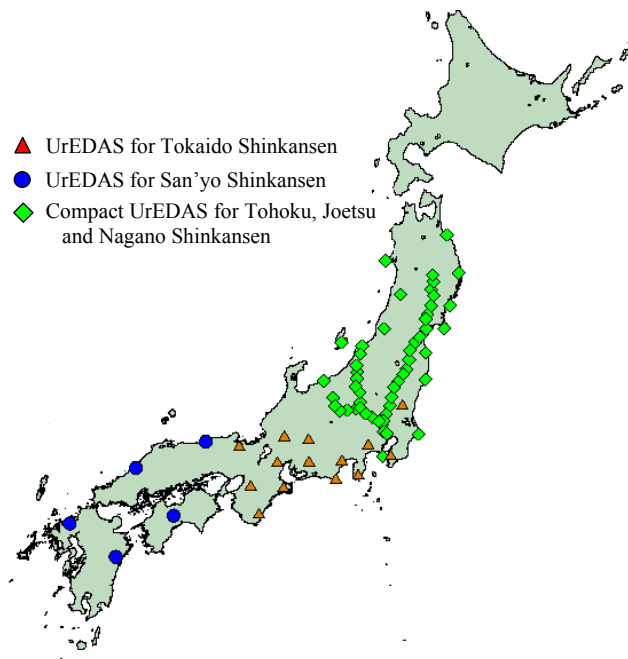 UrEDAS for Tokaido Shinkansen
UrEDAS for San'yo Shinkansen
Compact UrEDAS for Tohoku, Joetsu
and Nagano Shinkansen